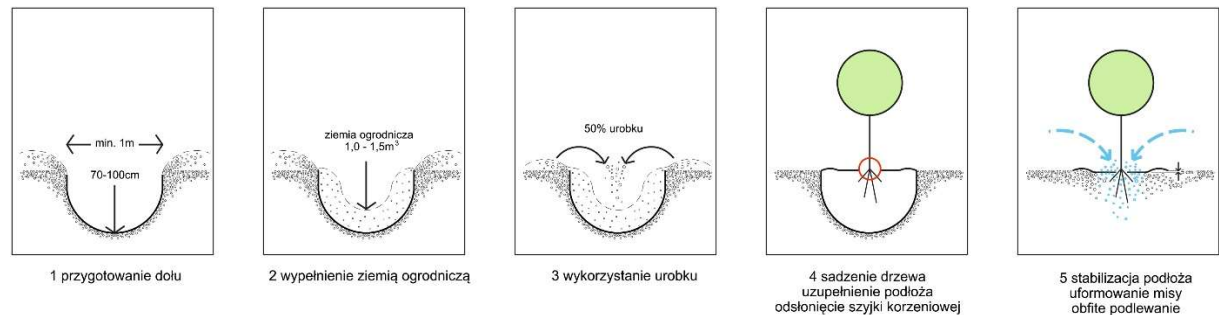 min. 1m
70-100cm
1 przygotowanie dołu
ziemia ogrodnicza
1,0 - 1,5m³
2 wypełnienie ziemią ogrodniczą
50% urobku
3 wykorzystanie urobku
4 sadzenie drzewa
uzupełnienie podłoża
odsłonięcie szyjki korzeniowej
5 stabilizacja podłoża
uformowanie misy
obfite podlewanie